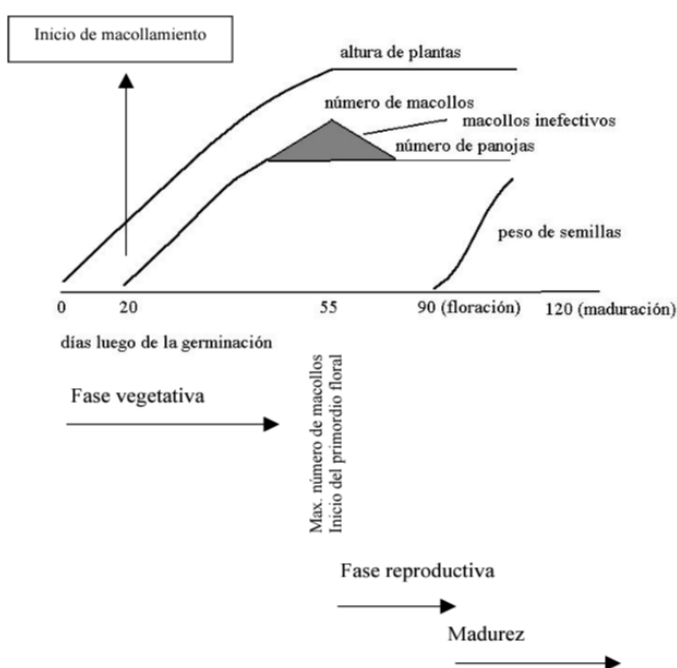 Inicio de macollamiento
altura de plantas
número de macollos
macollos inefectivos
número de panojas
peso de semillas
0 20 55 90 (floración) 120 (maduración)
días luego de la germinación
Fase vegetativa
Max. número de macollos
Inicio del primordio floral
Fase reproductiva
Madurez